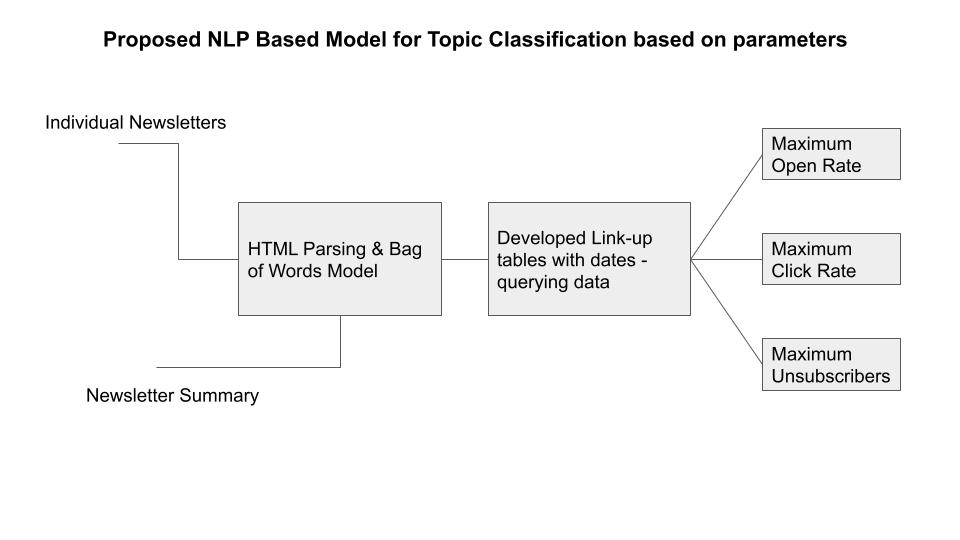 Proposed NLP Based Model for Topic Classification based on parameters
Individual Newsletters
HTML Parsing & Bag
of Words Model
Newsletter Summary
Developed Link-up
tables with dates -
querying data
Maximum
Open Rate
Maximum
Click Rate
Maximum
Unsubscribers